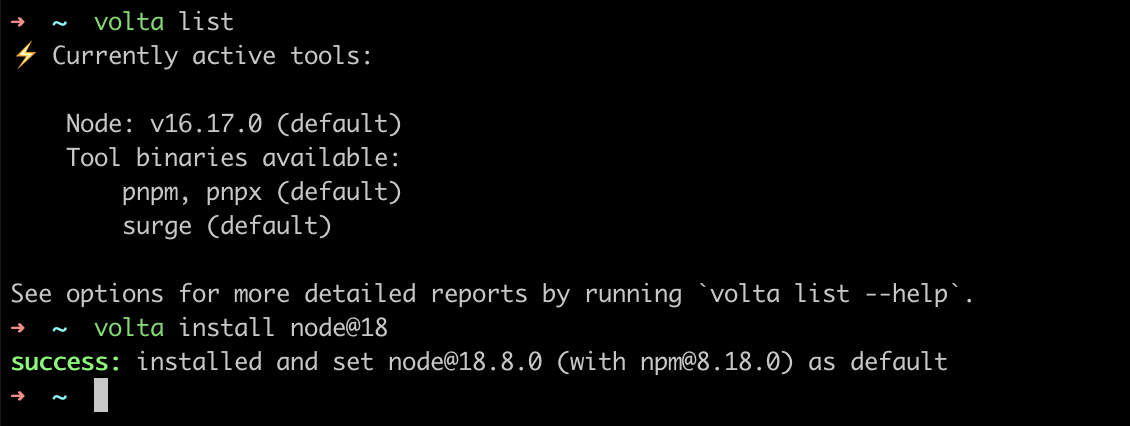 ➜ ~ volta list
⚡ Currently active tools:
Node: v16.17.0 (default)
Tool binaries available:
pnpm, pnpx (default)
surge (default)
See options for more detailed reports by running `volta list --help`.
➜ ~ volta install node@18
success: installed and set node@18.8.0 (with npm@8.18.0) as default
➜ ~